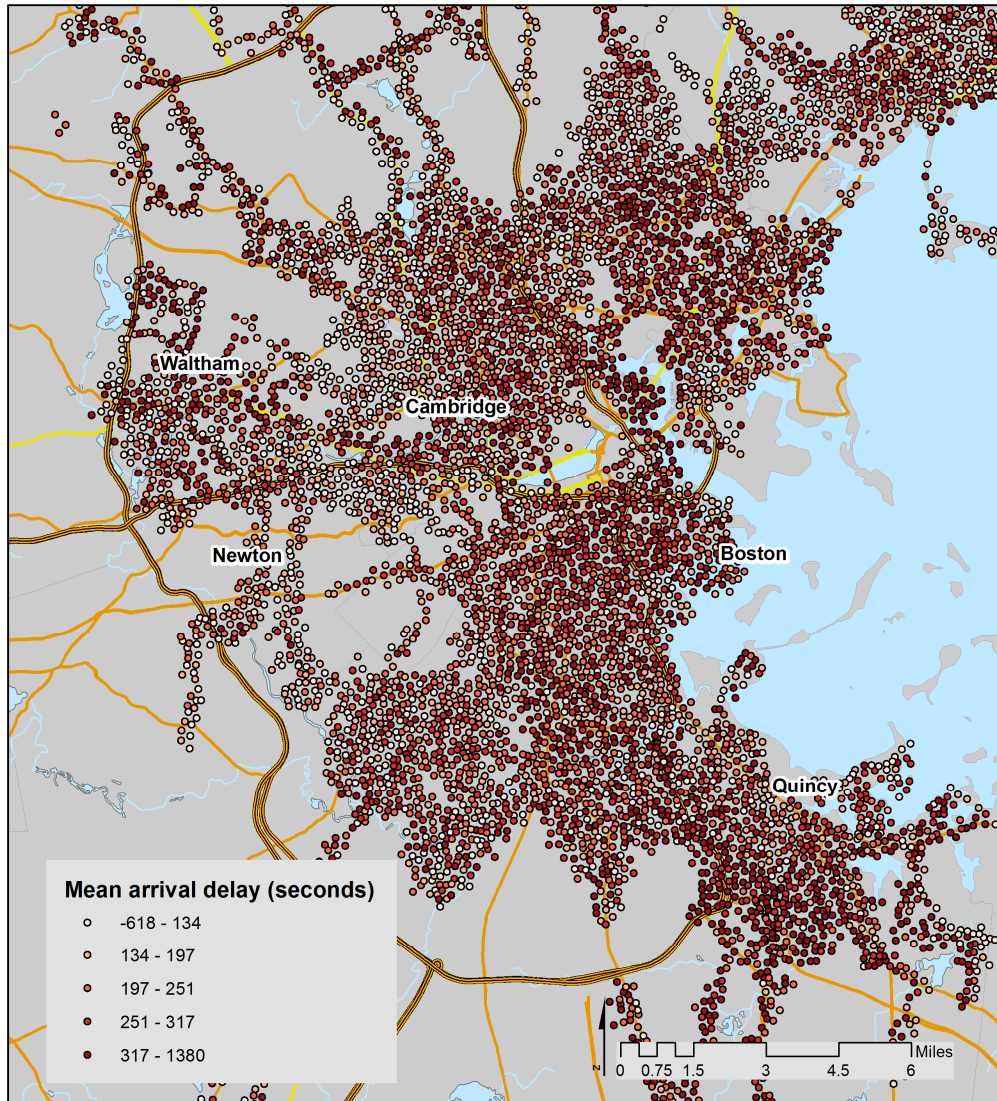 Waltham
Cambridge
Newton
Boston
Quincy
Mean arrival delay (seconds)
-618 - 134
134 - 197
197 - 251
251 - 317
317 - 1380
N
Miles
0 0.75 1.5 3 4.5 6